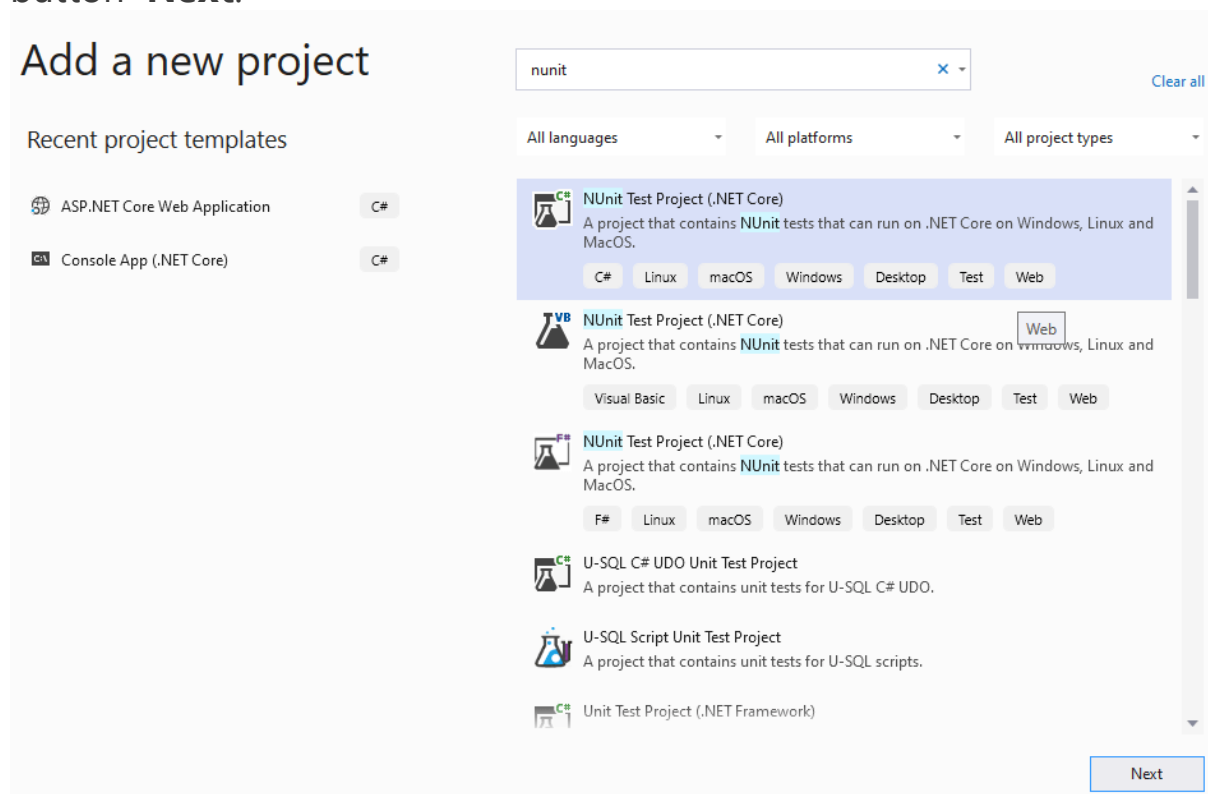 button "Next."
Add a new project
nunit
Clear all
Recent project templates
All languages
All platforms
All project types
ASP.NET Core Web Application
C#
Console App (.NET Core)
C#
C#
NUnit Test Project (.NET Core)
A project that contains NUnit tests that can run on .NET Core on Windows, Linux and
MacOS.
C# Linux macOS Windows Desktop Test Web
VB
NUnit Test Project (.NET Core)
Web
A project that contains NUnit tests that can run on .NET Core on Windows, Linux and
MacOS.
Visual Basic Linux macOS Windows Desktop Test Web
F#
NUnit Test Project (.NET Core)
A project that contains NUnit tests that can run on .NET Core on Windows, Linux and
MacOS.
F# Linux macOS Windows Desktop Test Web
C#
U-SQL C# UDO Unit Test Project
A project that contains unit tests for U-SQL C# UDO.
U-SQL Script Unit Test Project
A project that contains unit tests for U-SQL scripts.
C#
Unit Test Project (.NET Framework)
Next